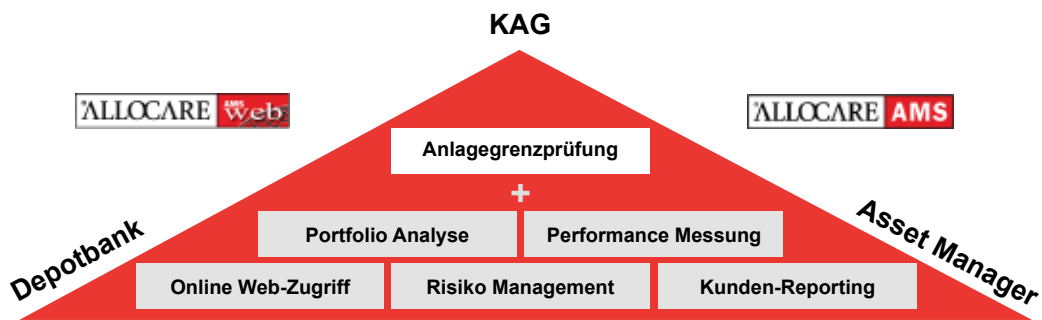 KAG
ALLOCARE AMS Web
ALLOCARE AMS
Anlagegrenzprüfung
+
Portfolio Analyse
Performance Messung
Online Web-Zugriff
Risiko Management
Kunden-Reporting
Depotbank
Asset Manager